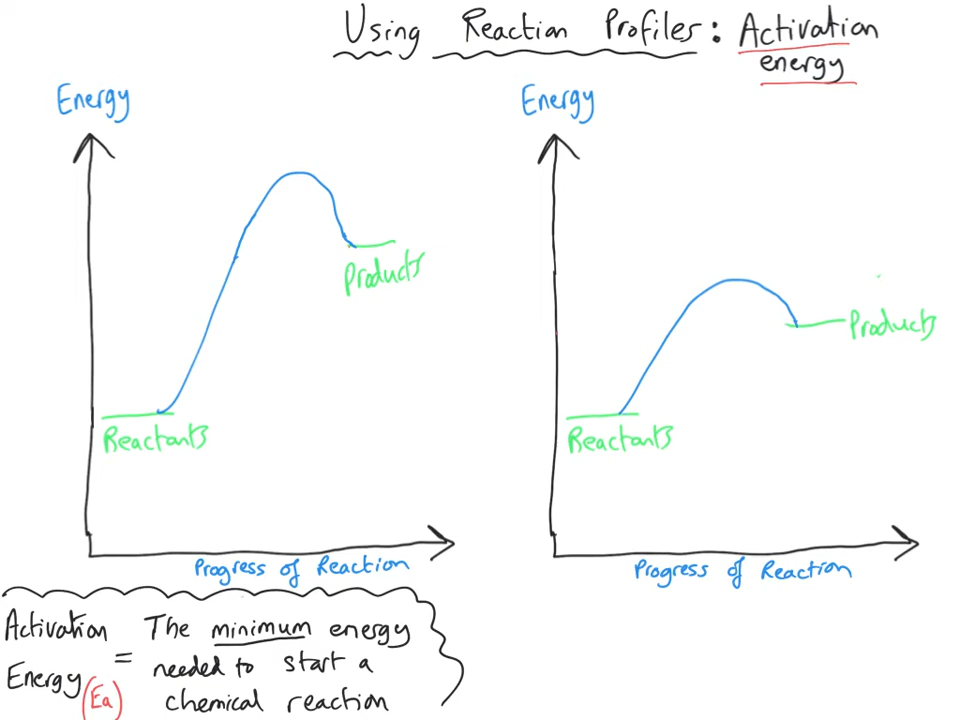 Using Reaction Profiles: Activation
energy
Energy
Products
Reactants
Progress of Reaction
Energy
Products
Reactants
Progress of Reaction
Activation Energy (Ea) = The minimum energy
needed to start a
chemical reaction